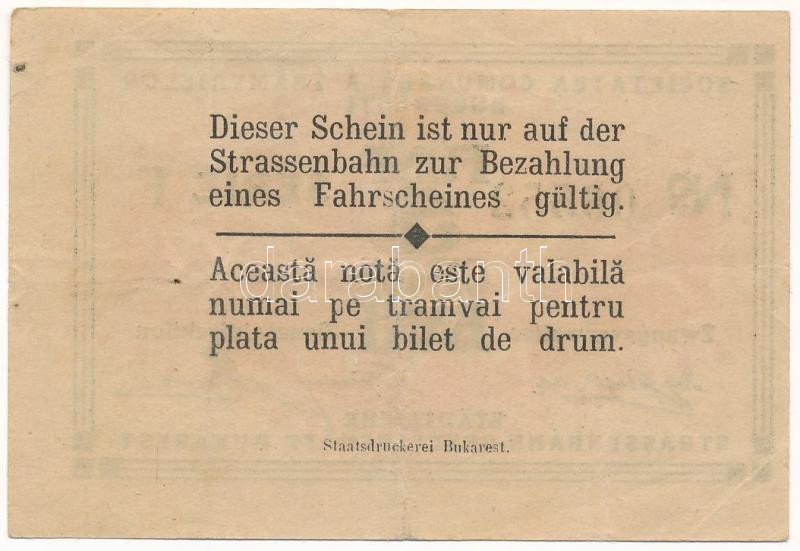 Dieser Schein ist nur auf der
Strassenbahn zur Bezahlung
eines Fahrscheines gültig.
Această notă este valabilă
darabanth
numai pe tramvai pentru
plata unui bilet de drum.
Staatsdruckerei Bukarest.